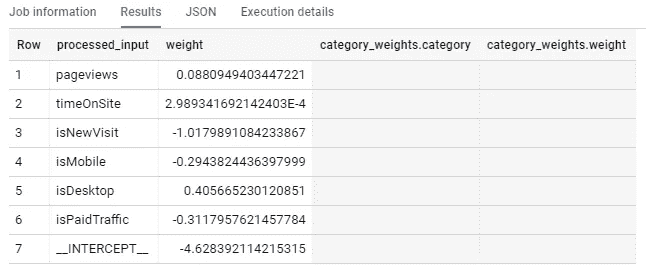 Job information Results JSON Execution details
Row processed_input weight category_weights.category category_weights.weight
1 pageviews 0.0880949403447221
2 timeOnSite 2.989341692142403E-4
3 isNewVisit -1.0179891084233867
4 isMobile -0.2943824436397999
5 isDesktop 0.405665230120851
6 isPaidTraffic -0.3117957621457784
7 __INTERCEPT__ -4.628392114215315